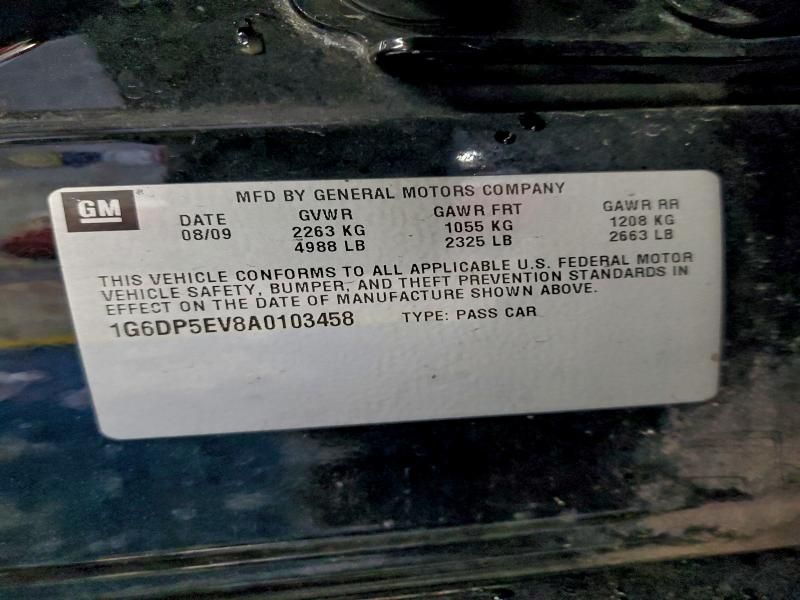 GM
MFD BY GENERAL MOTORS COMPANY
DATE GVWR GAWR FRT GAWR RR
08/09 2263 KG 1055 KG 1208 KG
4988 LB 2325 LB 2663 LB
THIS VEHICLE CONFORMS TO ALL APPLICABLE U.S. FEDERAL MOTOR
VEHICLE SAFETY, BUMPER, AND THEFT PREVENTION STANDARDS IN
EFFECT ON THE DATE OF MANUFACTURE SHOWN ABOVE.
1G6DP5EV8A0103458 TYPE: PASS CAR